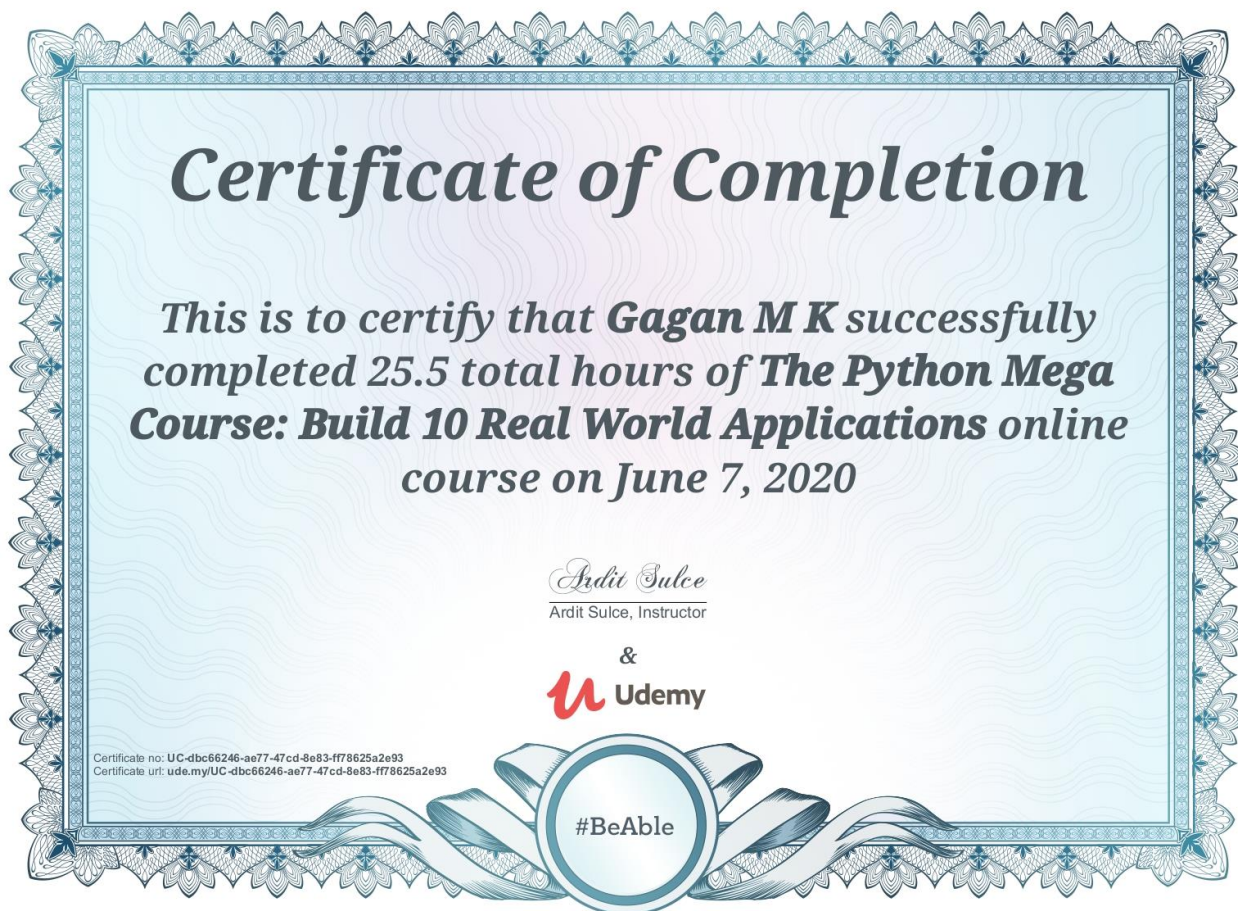 Certificate of Completion
This is to certify that Gagan M K successfully
completed 25.5 total hours of The Python Mega
Course: Build 10 Real World Applications online
course on June 7, 2020
Ardit Sulce
Ardit Sulce, Instructor
&
Udemy
Certificate no: UC-dbc66246-ae77-47cd-8e83-ff78625a2e93
Certificate url: ude.my/UC-dbc66246-ae77-47cd-8e83-ff78625a2e93
#BeAble